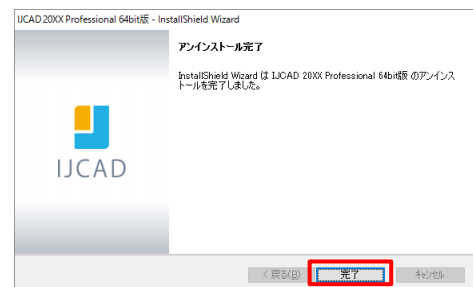 IJCAD 20XX Professional 64bit版 - InstallShield Wizard
アンインストール完了
InstallShield Wizard は IJCAD 20XX Professional 64bit版 のアンインス
トールを完了しました。
IJCAD
< 戻る(B)
完了
キャンセル